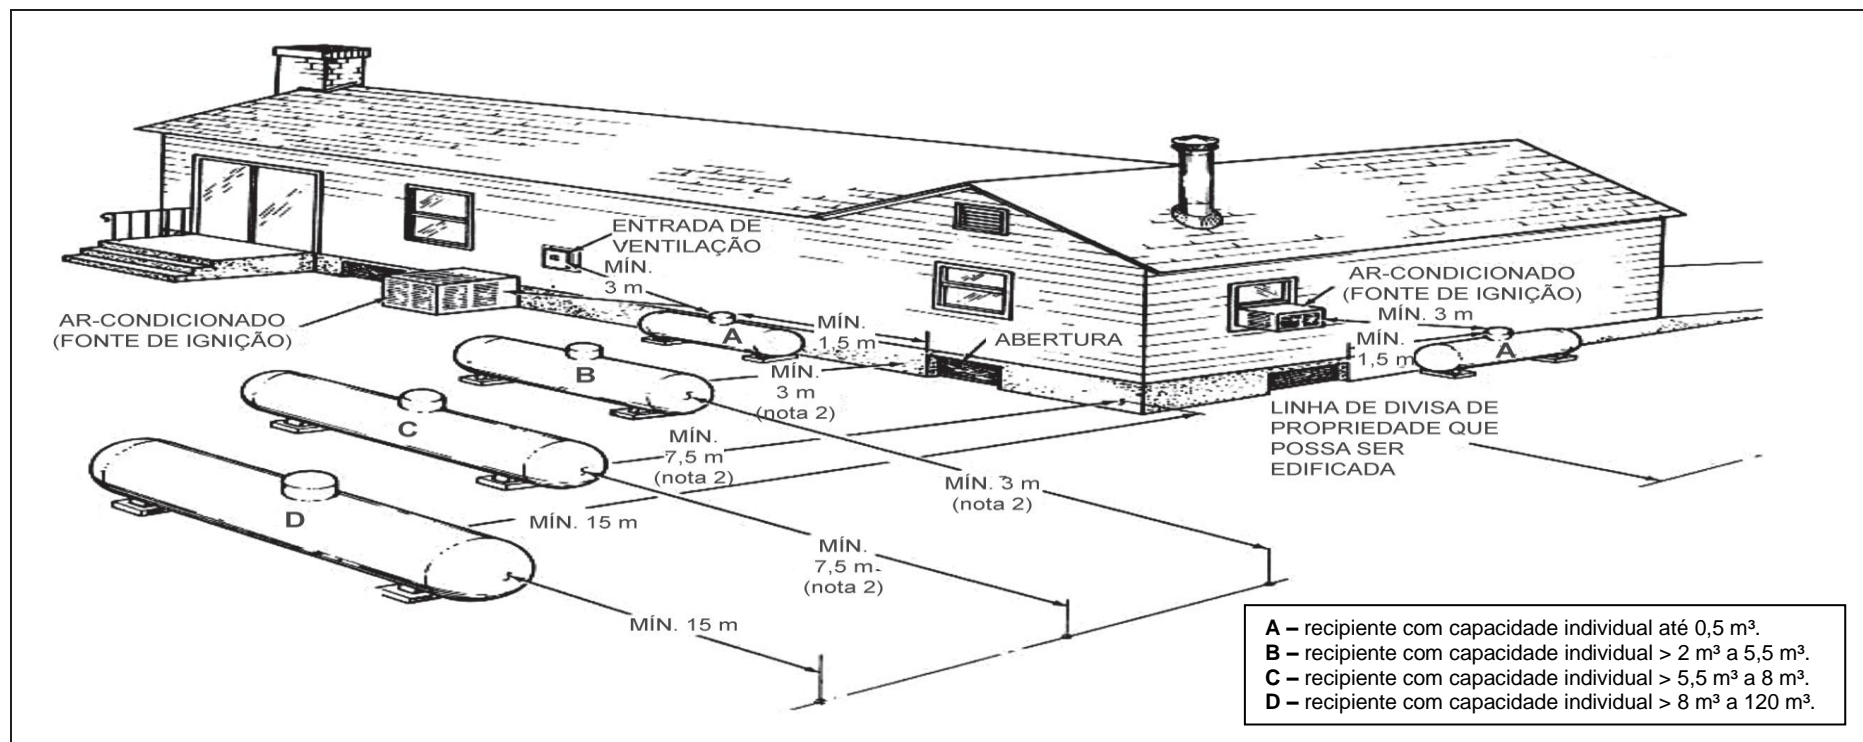 ENTRADA DE
VENTILAÇÃO
MÍN.
3 m
AR-CONDICIONADO
(FONTE DE IGNIÇÃO)
AR-CONDICIONADO
(FONTE DE IGNIÇÃO)
MÍN. 3 m
MÍN.
1,5 m
A
MÍN.
1,5 m
A
ABERTURA
B
MÍN.
3 m
(nota 2)
C
MÍN.
7,5 m
(nota 2)
LINHA DE DIVISA DE
PROPRIEDADE QUE
POSSA SER
EDIFICADA
MÍN. 3 m
(nota 2)
D
MÍN. 15 m
MÍN.
7,5 m
(nota 2)
MÍN. 15 m
A – recipiente com capacidade individual até 0,5 m³.
B – recipiente com capacidade individual > 2 m³ a 5,5 m³.
C – recipiente com capacidade individual > 5,5 m³ a 8 m³.
D – recipiente com capacidade individual > 8 m³ a 120 m³.